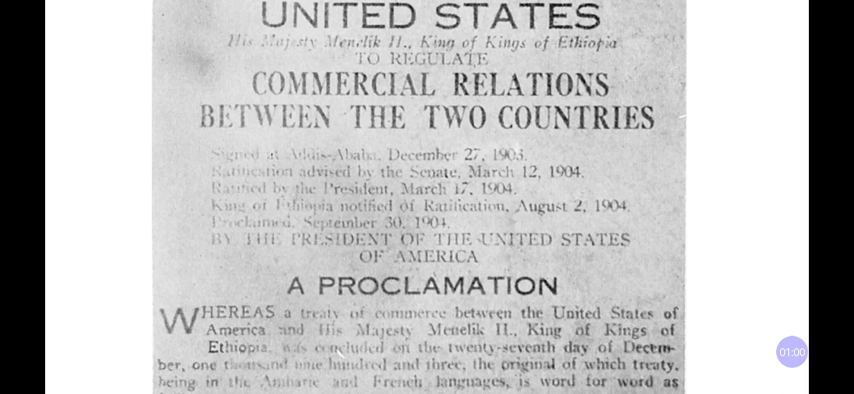 UNITED STATES
His Majesty Menelik II., King of Kings of Ethiopia
TO REGULATE
COMMERCIAL RELATIONS
BETWEEN THE TWO COUNTRIES
Signed at Addis-Ababa, December 27, 1903.
Ratification advised by the Senate, March 12, 1904.
Ratified by the President, March 17, 1904.
King of Ethiopia notified of Ratification, August 2, 1904.
Proclaimed, September 30, 1904.
BY THE PRESIDENT OF THE UNITED STATES
OF AMERICA
A PROCLAMATION
WHEREAS a treaty of commerce between the United States of
America and His Majesty Menelik II., King of Kings of
Ethiopia, was concluded on the twenty-seventh day of Decem-
ber, one thousand nine hundred and three, the original of which treaty,
being in the Amharic and French languages, is word for word as
01:00